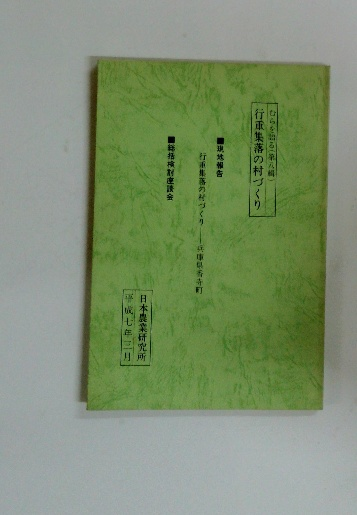 むらを語る(第八輯)
行重集落の村づくり
■現地報告
行重集落の村づくり――兵庫県香寺町
■総括検討座談会
日本農業研究所
平成七年三月